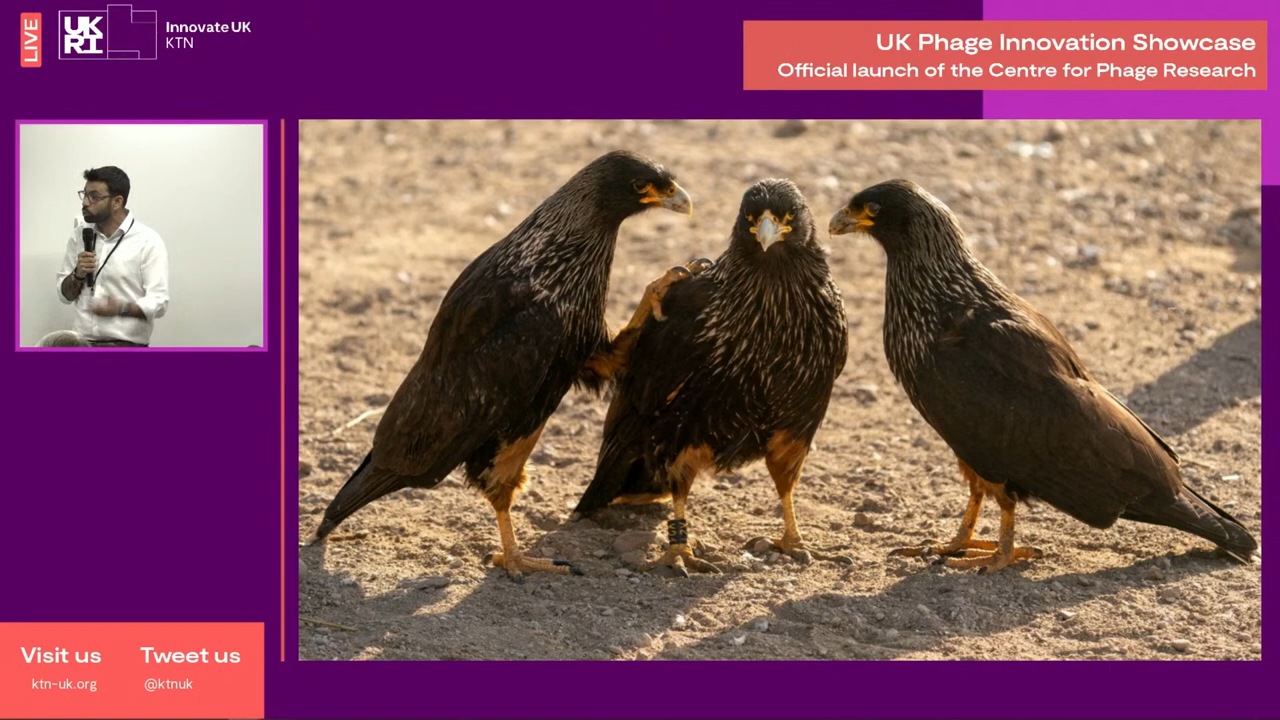 LIVE
UK
RI
Innovate UK
KTN
UK Phage Innovation Showcase
Official launch of the Centre for Phage Research
Visit us
Tweet us
ktn-uk.org
@ktnuk